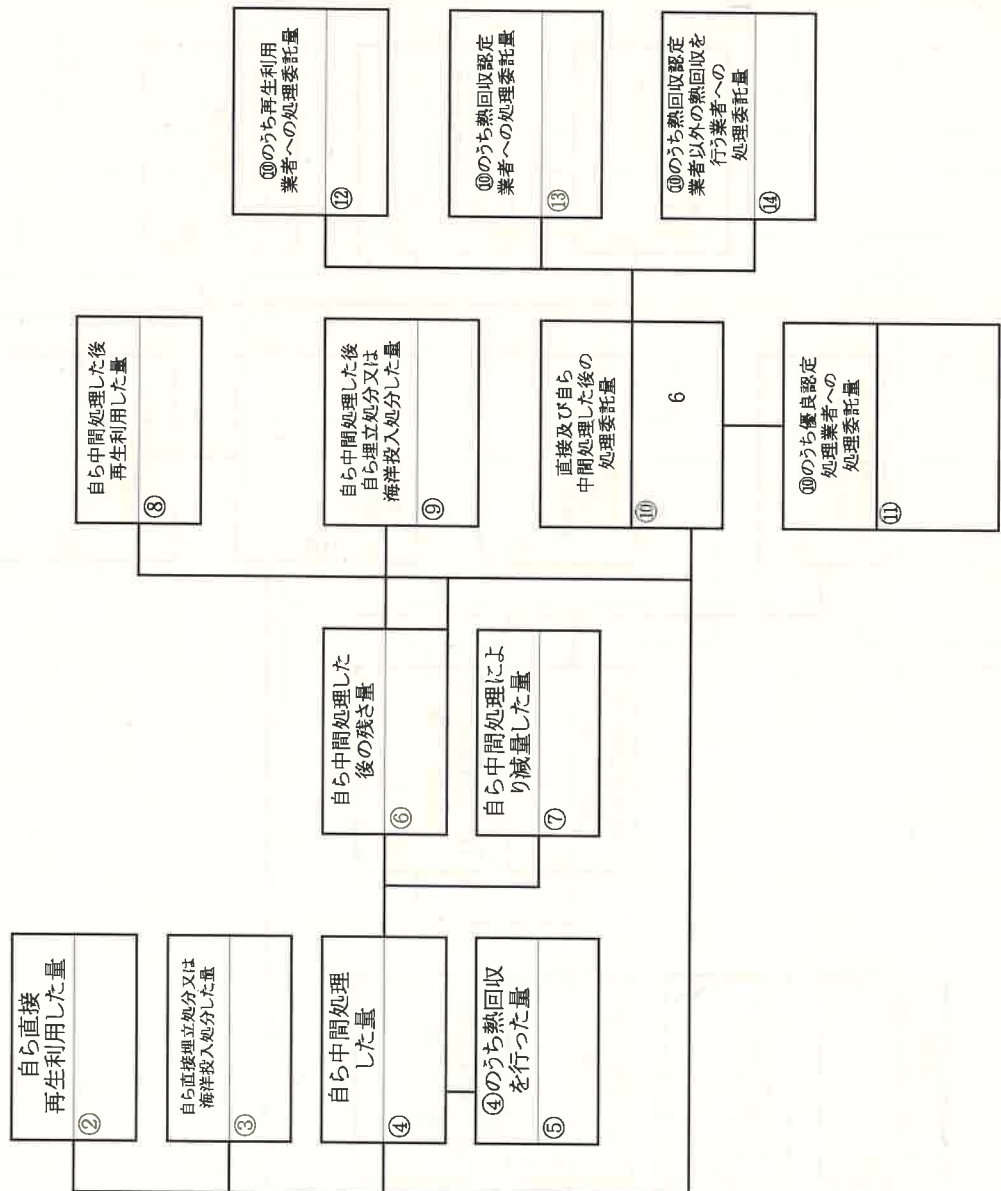 自ら直接
再生利用した量
②
自ら直接埋立処分又は
海洋投入処分した量
③
自ら中間処理
した量
④
④のうち熱回収
を行った量
⑤
自ら中間処理した
後の残さ量
⑥
自ら中間処理によ
り減量した量
⑦
自ら中間処理した後
再生利用した量
⑧
自ら中間処理した後
自ら埋立処分又は
海洋投入処分した量
⑨
直接及び自ら
中間処理した後の
処理委託量
⑩
6
⑩のうち優良認定
処理業者への
処理委託量
⑪
⑩のうち再生利用
業者への処理委託量
⑫
⑩のうち熱回収認定
業者への処理委託量
⑬
⑩のうち熱回収認定
業者以外の熱回収を
行う業者への
処理委託量
⑭